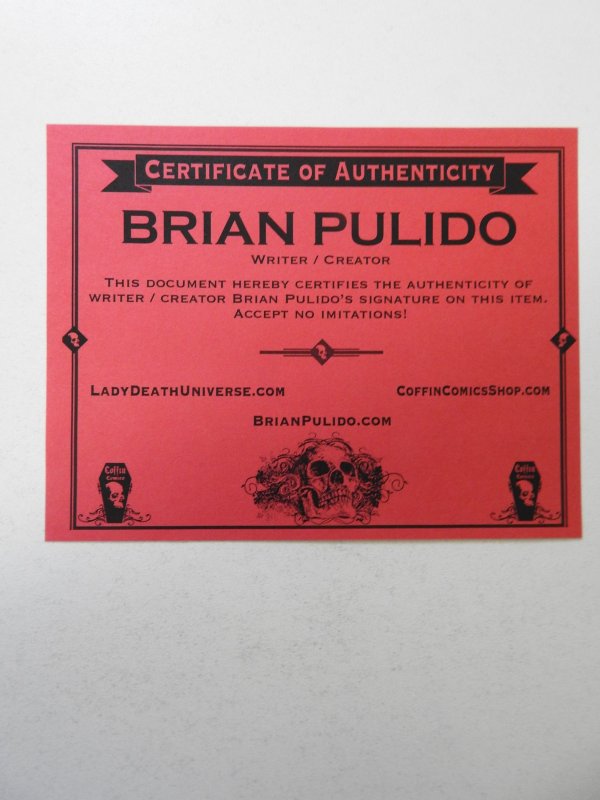 CERTIFICATE OF AUTHENTICITY
BRIAN PULIDO
WRITER / CREATOR
THIS DOCUMENT HEREBY CERTIFIES THE AUTHENTICITY OF
WRITER / CREATOR BRIAN PULIDO'S SIGNATURE ON THIS ITEM.
ACCEPT NO IMITATIONS!
LADYDEATHUNIVERSE.COM
COFFINCOMICSSHOP.COM
BRIANPULIDO.COM
Coffin
Comics
Coffin
Comics